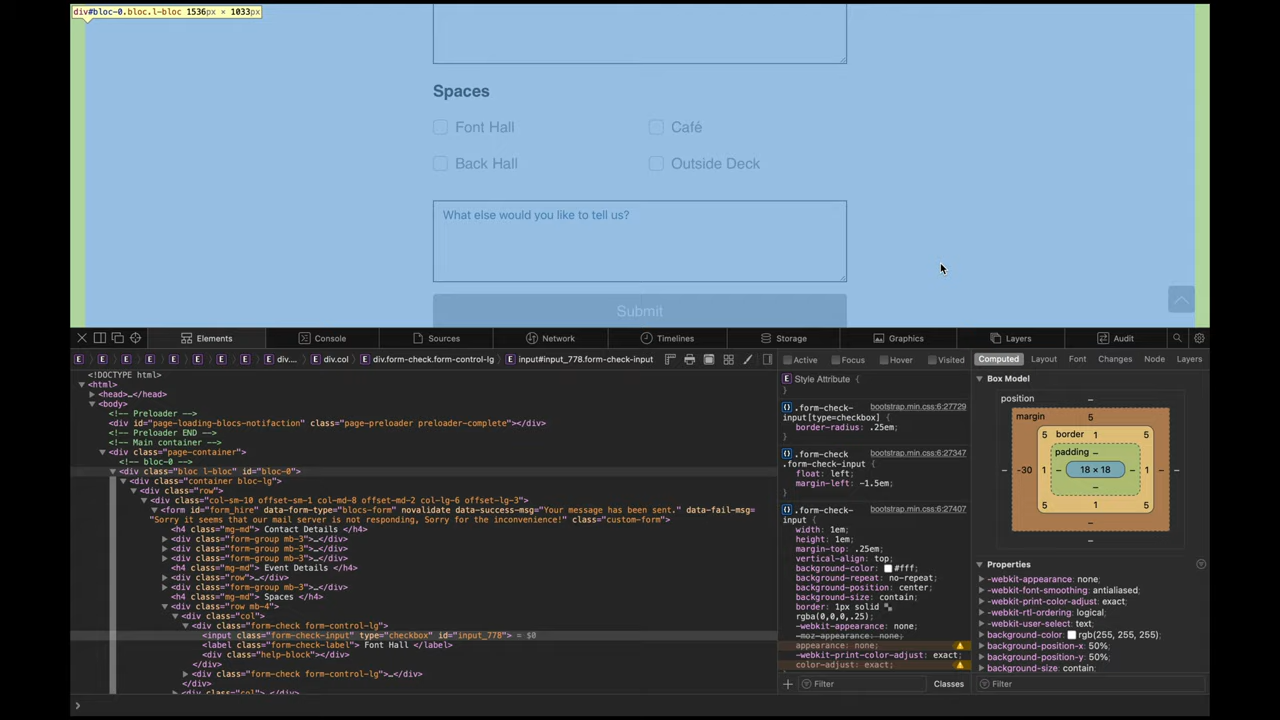 div#bloc-0.bloc.l-bloc 1536px × 1033px
Spaces
Font Hall
Café
Back Hall
Outside Deck
What else would you like to tell us?
Submit
Elements
Console
Sources
Network
Timelines
Storage
Graphics
Layers
Audit
E E E E E E E E E div.... E div.col E div.form-check.form-control-lg E input#input_778.form-check-input
<!DOCTYPE html>
<html>
<head>…</head>
<body>
<!-- Preloader -->
<div id="page-loading-blocs-notifaction" class="page-preloader preloader-complete"></div>
<!-- Preloader END -->
<!-- Main container -->
<div class="page-container">
<!-- bloc-0 -->
<div class="bloc l-bloc" id="bloc-0">
<div class="container bloc-lg">
<div class="row">
<div class="col-sm-10 offset-sm-1 col-md-8 offset-md-2 col-lg-6 offset-lg-3">
<form id="form_hire" data-form-type="blocs-form" novalidate data-success-msg="Your message has been sent." data-fail-msg=
"Sorry it seems that our mail server is not responding, Sorry for the inconvenience!" class="custom-form">
<h4 class="mg-md"> Contact Details </h4>
<div class="form-group mb-3">…</div>
<div class="form-group mb-3">…</div>
<div class="form-group mb-3">…</div>
<h4 class="mg-md"> Event Details </h4>
<div class="row">…</div>
<div class="form-group mb-3">…</div>
<h4 class="mg-md"> Spaces </h4>
<div class="row mb-4">
<div class="col">
<div class="form-check form-control-lg">
<input class="form-check-input" type="checkbox" id="input_778"> = $0
<label class="form-check-label"> Font Hall </label>
<div class="help-block"></div>
</div>
<div class="form-check form-control-lg">…</div>
</div>
Active
Focus
Hover
Visited
E Style Attribute {
}
.form-check- bootstrap.min.css:6:27729
input[type=checkbox] {
border-radius: .25em;
}
.form-check bootstrap.min.css:6:27347
.form-check-input {
float: left;
margin-left: -1.5em;
}
.form-check- bootstrap.min.css:6:27407
input {
width: 1em;
height: 1em;
margin-top: .25em;
vertical-align: top;
background-color: #fff;
background-repeat: no-repeat;
background-position: center;
background-size: contain;
border: 1px solid
rgba(0,0,0,.25);
-webkit-appearance: none;
-moz-appearance: none;
appearance: none;
-webkit-print-color-adjust: exact;
color-adjust: exact;
Filter
Classes
Computed
Layout
Font
Changes
Node
Layers
Box Model
position –
margin 5
5 border 1 5
padding –
-30 1 – 18 × 18 – 1 – –
–
5 1 5
–
–
Properties
-webkit-appearance: none;
-webkit-font-smoothing: antialiased;
-webkit-print-color-adjust: exact;
-webkit-rtl-ordering: logical;
-webkit-user-select: text;
background-color: rgb(255, 255, 255);
background-position-x: 50%;
background-position-y: 50%;
background-size: contain;
Filter